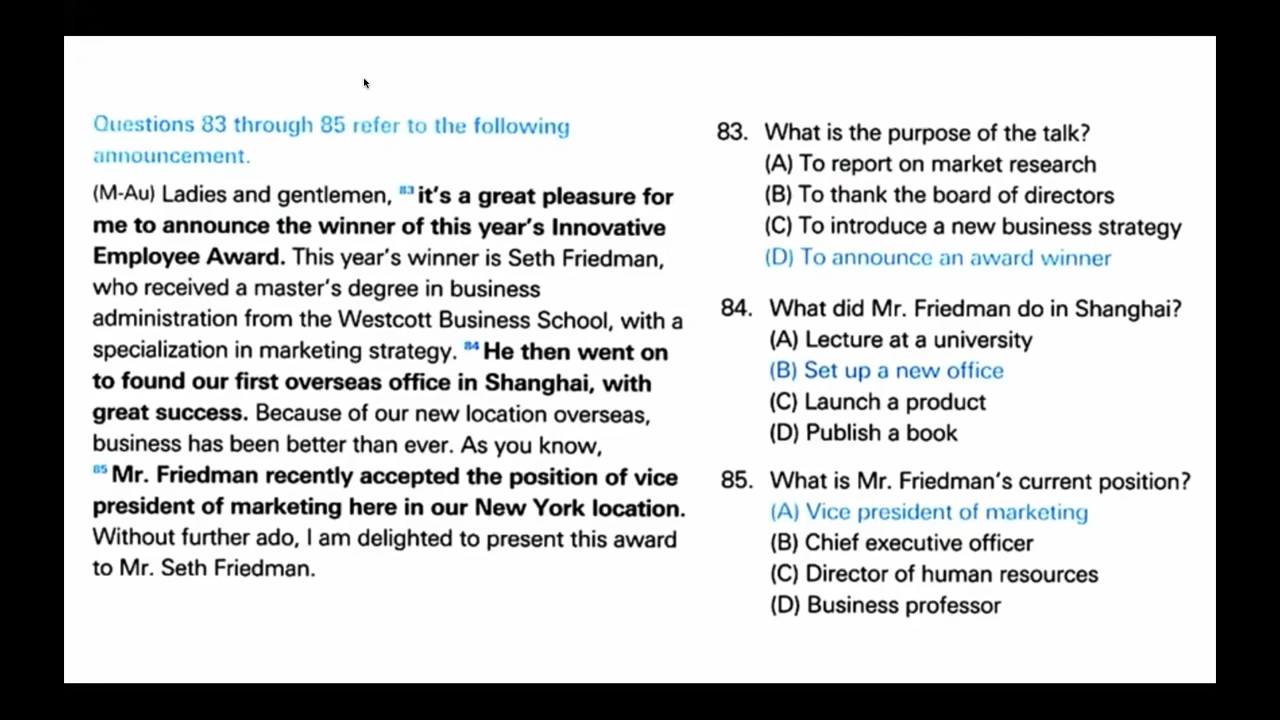 Questions 83 through 85 refer to the following
announcement.
(M-Au) Ladies and gentlemen, 83 it's a great pleasure for
me to announce the winner of this year's Innovative
Employee Award. This year's winner is Seth Friedman,
who received a master's degree in business
administration from the Westcott Business School, with a
specialization in marketing strategy. 84 He then went on
to found our first overseas office in Shanghai, with
great success. Because of our new location overseas,
business has been better than ever. As you know,
85 Mr. Friedman recently accepted the position of vice
president of marketing here in our New York location.
Without further ado, I am delighted to present this award
to Mr. Seth Friedman.
83. What is the purpose of the talk?
(A) To report on market research
(B) To thank the board of directors
(C) To introduce a new business strategy
(D) To announce an award winner
84. What did Mr. Friedman do in Shanghai?
(A) Lecture at a university
(B) Set up a new office
(C) Launch a product
(D) Publish a book
85. What is Mr. Friedman's current position?
(A) Vice president of marketing
(B) Chief executive officer
(C) Director of human resources
(D) Business professor